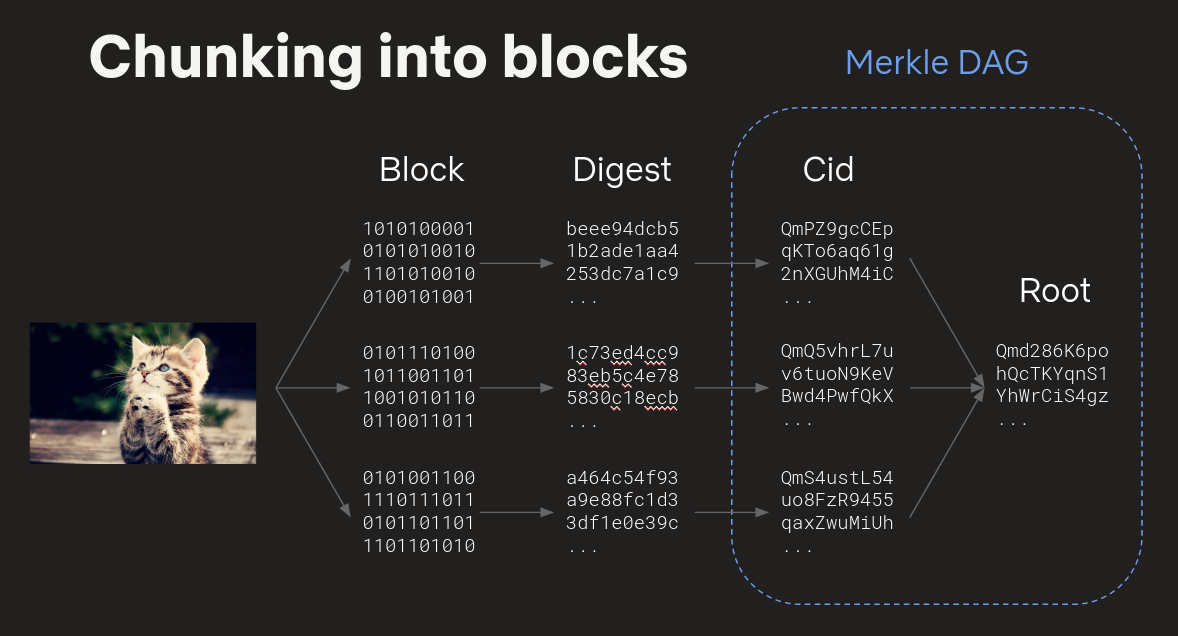 Chunking into blocks
Merkle DAG
Block
Digest
Cid
Root
1010100001
0101010010
1101010010
0100101001
beee94dcb5
1b2ade1aa4
253dc7a1c9
...
QmPZ9gcCEp
qKTo6aq61g
2nXGUhM4iC
...
0101110100
1011001101
1001010110
0110011011
1c73ed4cc9
83eb5c4e78
5830c18ecb
...
QmQ5vhrL7u
v6tuoN9KeV
Bwd4PwfQkX
...
Qmd286K6po
hQcTKYqnS1
YhWrCiS4gz
...
0101001100
1110111011
0101101101
1101101010
a464c54f93
a9e88fc1d3
3df1e0e39c
...
QmS4ustL54
uo8FzR9455
qaxZwuMiUh
...